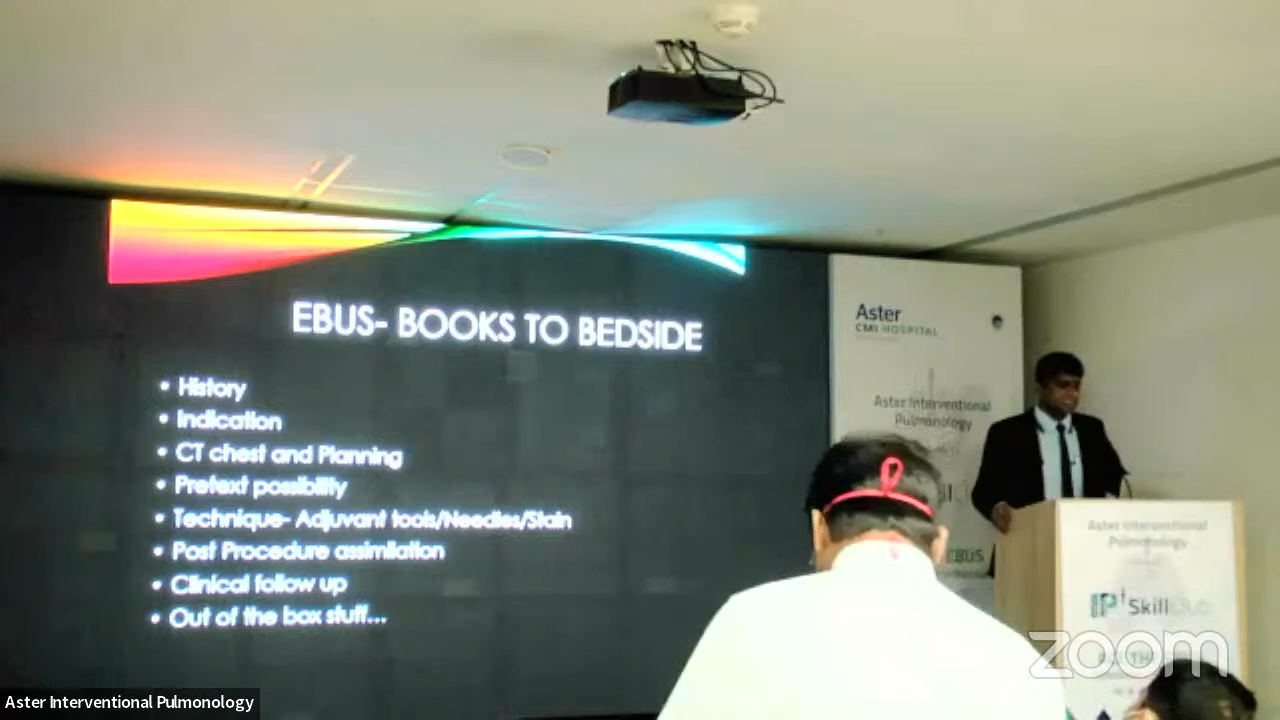 EBUS- BOOKS TO BEDSIDE
• History
• Indication
• CT chest and Planning
• Pretext possibility
• Technique- Adjuvant tools/Needles/Stain
• Post Procedure assimilation
• Clinical follow up
• Out of the box stuff...
Aster
CMI HOSPITAL
Aster Interventional
Pulmonology
EBUS
Aster Interventional
Pulmonology
IP Skill
zoom
Aster Interventional Pulmonology